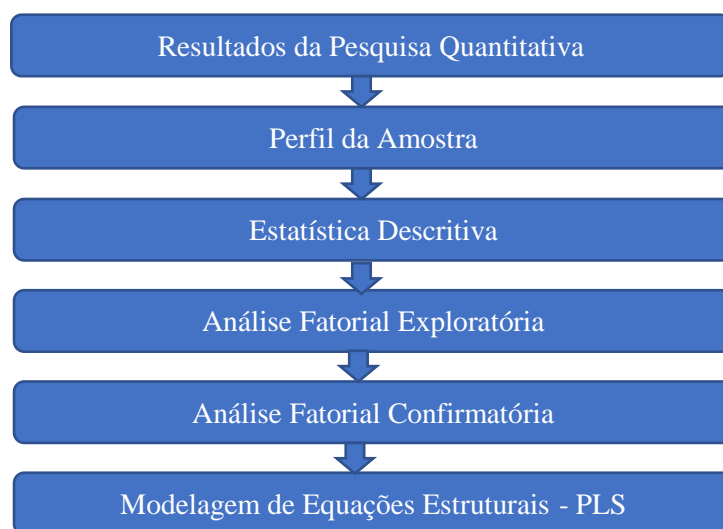 Resultados da Pesquisa Quantitativa
Perfil da Amostra
Estatística Descritiva
Análise Fatorial Exploratória
Análise Fatorial Confirmatória
Modelagem de Equações Estruturais - PLS